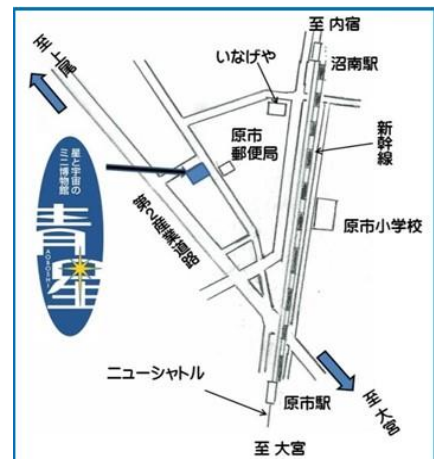 至 内宿
至 上尾
いなげや
沼南駅
原市
郵便局
新幹線
星と宇宙の
ミニ博物館
青星
AOBOSHI
第2産業道路
原市小学校
ニューシャトル
原市駅
至 大宮
至 大宮